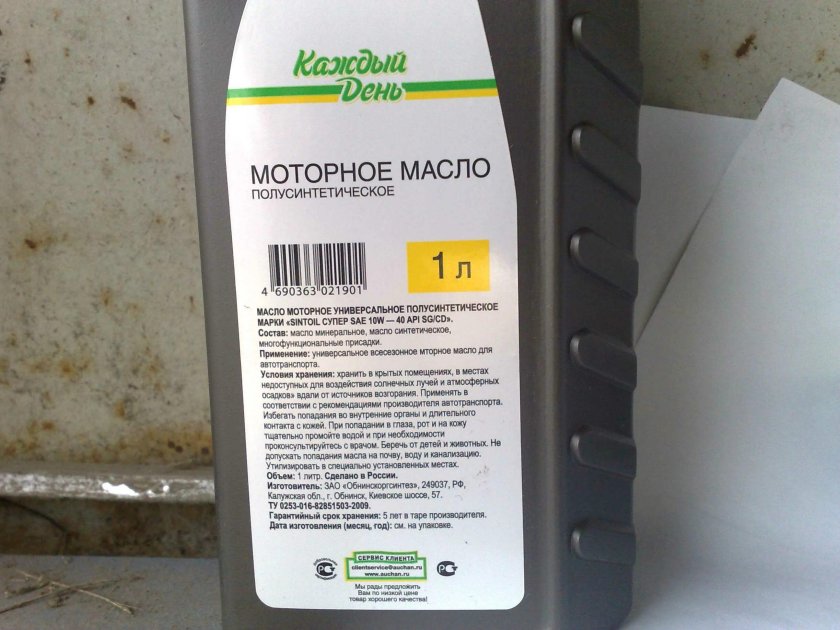 Каждый
День
МОТОРНОЕ МАСЛО
ПОЛУСИНТЕТИЧЕСКОЕ
4 690363 021901
1 л
МАСЛО МОТОРНОЕ УНИВЕРСАЛЬНОЕ ПОЛУСИНТЕТИЧЕСКОЕ
МАРКИ «SINTOIL СУПЕР SAE 10W — 40 API SG/CD».
Состав: масло минеральное, масло синтетическое,
многофункциональные присадки.
Применение: универсальное всесезонное мторное масло для
автотранспорта.
Условия хранения: хранить в крытых помещениях, в местах
недоступных для воздействия солнечных лучей и атмосферных
осадков» вдали от источников возгорания. Применять в
соответствии с рекомендациями производителя автотранспорта.
Избегать попадания во внутренние органы и длительного
контакта с кожей. При попадании в глаза, рот и на кожу
тщательно промойте водой и при необходимости
проконсультируйтесь с врачом. Беречь от детей и животных. Не
допускать попадания масла на почву, воду и канализацию.
Утилизировать в специально установленных местах.
Объем: 1 литр. Сделано в России.
Изготовитель: ЗАО «Обнинскоргсинтез», 249037, РФ,
Калужская обл., г. Обнинск, Киевское шоссе, 57.
ТУ 0253-016-82851503-2009.
Гарантийный срок хранения: 5 лет в таре производителя.
Дата изготовления (месяц, год): см. на упаковке.
СЕРВИС КЛИЕНТА
clientservice@auchan.ru
www.auchan.ru
Мы рады предложить
Вам по низкой цене
товар хорошего качества!